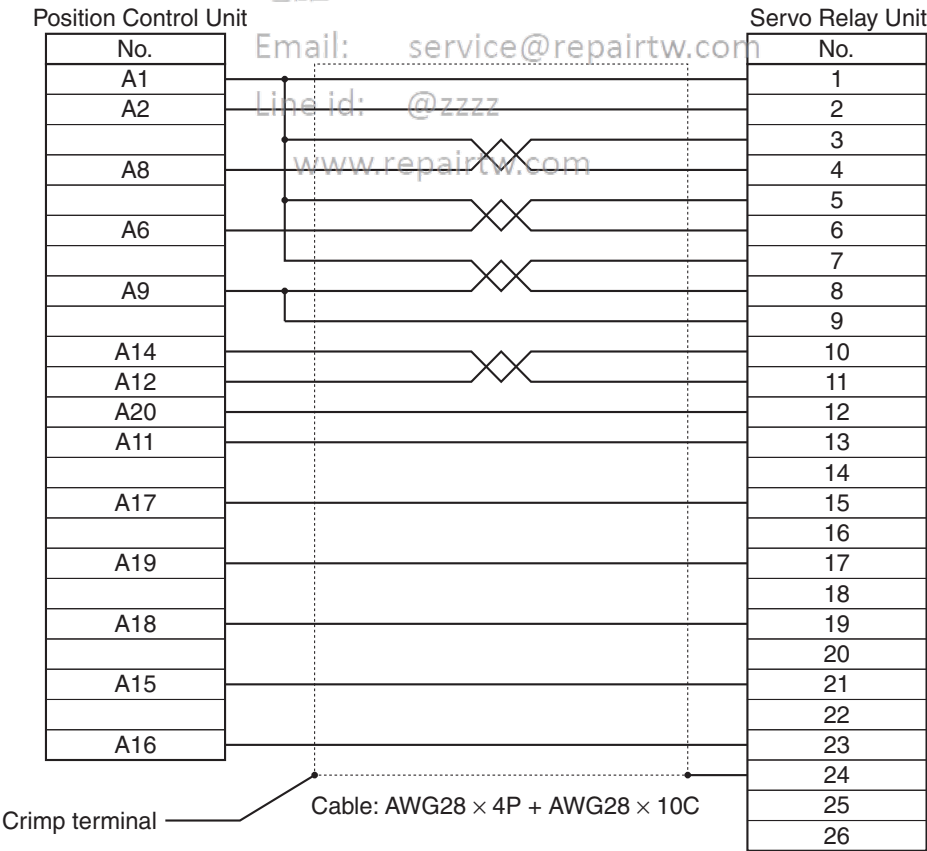 Position Control Unit Servo Relay Unit
No. Email: service@repairtw.com No.
A1 1
A2 Line id: @zzzz 2
3
A8 www.repairtw.com 4
5
A6 6
7
A9 8
9
A14 10
A12 11
A20 12
A11 13
14
A17 15
16
A19 17
18
A18 19
20
A15 21
22
A16 23
24
Cable: AWG28 × 4P + AWG28 × 10C 25
Crimp terminal
26